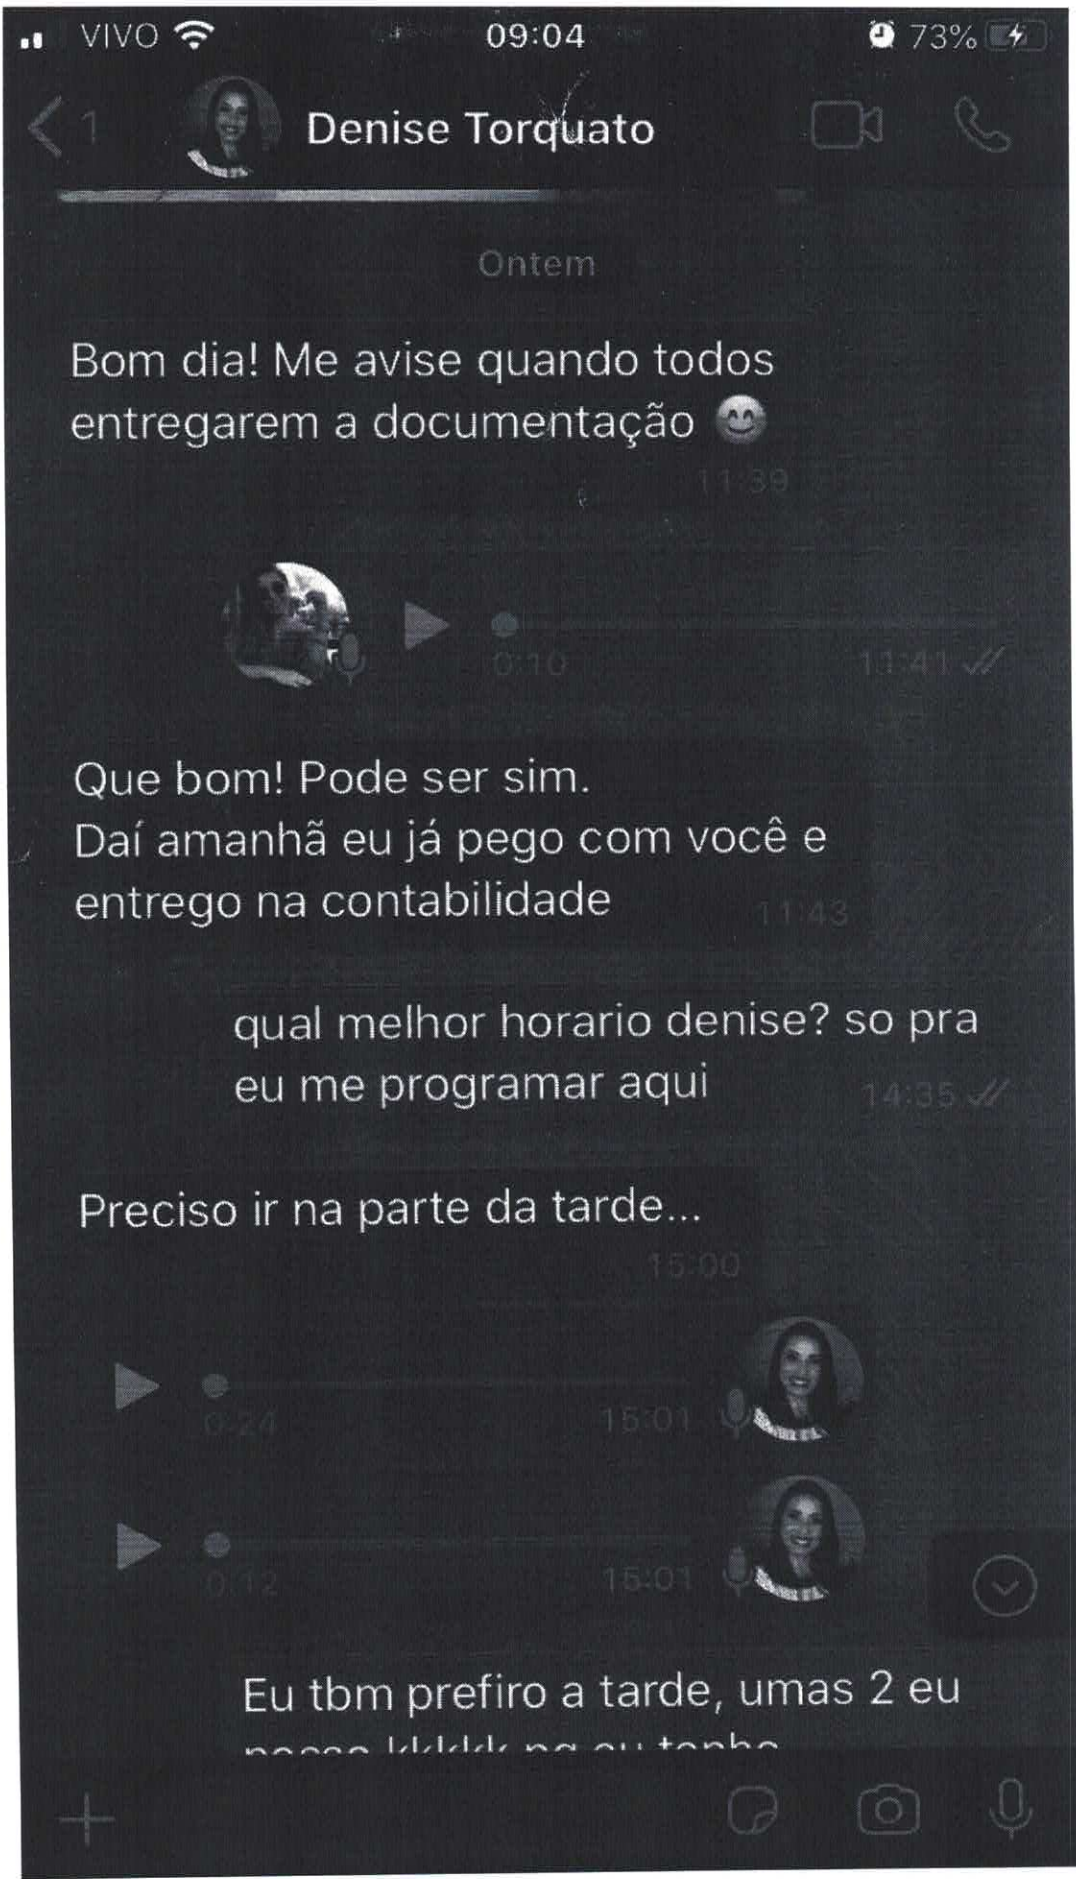 VIVO 09:04 73%
1 Denise Torquato
Ontem
Bom dia! Me avise quando todos
entregarem a documentação 😊
11:39
0:10 11:41
Que bom! Pode ser sim.
Daí amanhã eu já pego com você e
entrego na contabilidade 11:43
qual melhor horario denise? so pra
eu me programar aqui 14:35
Preciso ir na parte da tarde...
15:00
0:24 15:01
0:12 15:01
Eu tbm prefiro a tarde, umas 2 eu